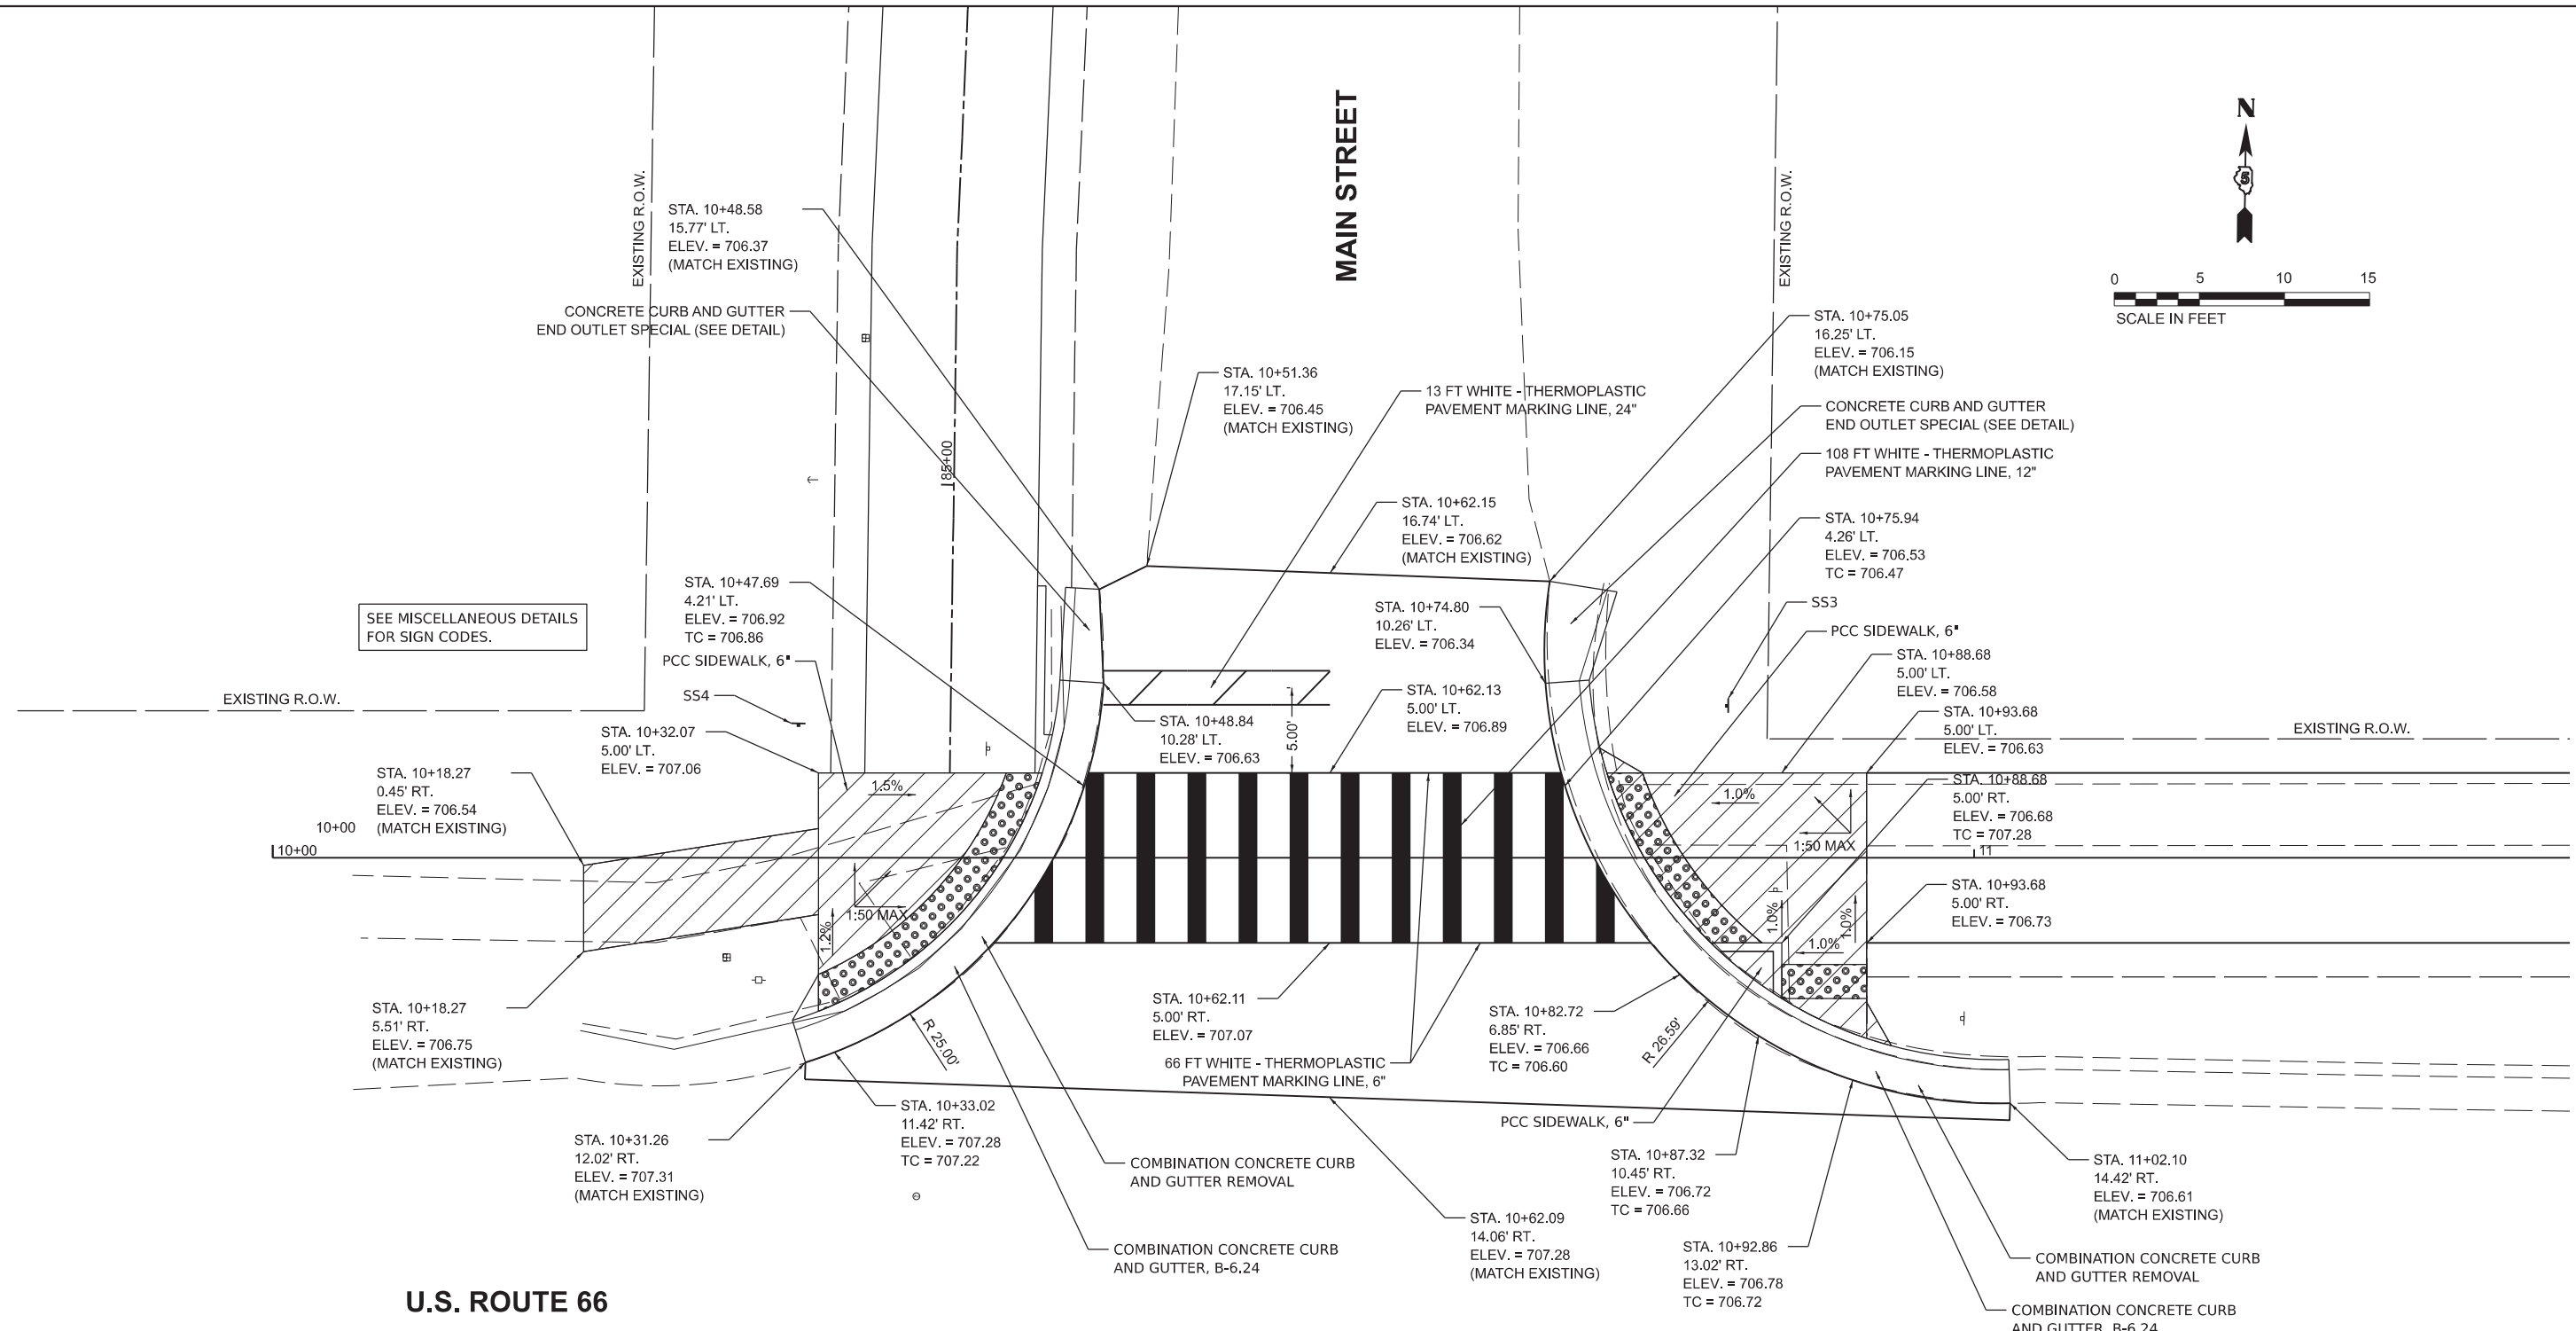 MAIN STREET
N
5
0 5 10 15
SCALE IN FEET
EXISTING R.O.W.
EXISTING R.O.W.
STA. 10+48.58
15.77' LT.
ELEV. = 706.37
(MATCH EXISTING)
CONCRETE CURB AND GUTTER
END OUTLET SPECIAL (SEE DETAIL)
185+00
STA. 10+51.36
17.15' LT.
ELEV. = 706.45
(MATCH EXISTING)
13 FT WHITE - THERMOPLASTIC
PAVEMENT MARKING LINE, 24"
STA. 10+75.05
16.25' LT.
ELEV. = 706.15
(MATCH EXISTING)
CONCRETE CURB AND GUTTER
END OUTLET SPECIAL (SEE DETAIL)
108 FT WHITE - THERMOPLASTIC
PAVEMENT MARKING LINE, 12"
STA. 10+62.15
16.74' LT.
ELEV. = 706.62
(MATCH EXISTING)
STA. 10+75.94
4.26' LT.
ELEV. = 706.53
TC = 706.47
SEE MISCELLANEOUS DETAILS
FOR SIGN CODES.
STA. 10+47.69
4.21' LT.
ELEV. = 706.92
TC = 706.86
PCC SIDEWALK, 6"
SS4
STA. 10+74.80
10.26' LT.
ELEV. = 706.34
SS3
PCC SIDEWALK, 6"
STA. 10+88.68
5.00' LT.
ELEV. = 706.58
EXISTING R.O.W.
STA. 10+32.07
5.00' LT.
ELEV. = 707.06
STA. 10+48.84
10.28' LT.
ELEV. = 706.63
5.00'
STA. 10+62.13
5.00' LT.
ELEV. = 706.89
STA. 10+93.68
5.00' LT.
ELEV. = 706.63
EXISTING R.O.W.
STA. 10+18.27
0.45' RT.
ELEV. = 706.54
(MATCH EXISTING)
10+00
10+00
1.5%
1:50 MAX
1.2%
1.0%
1:50 MAX
11
1.0%
1.0%
1.0%
STA. 10+88.68
5.00' RT.
ELEV. = 706.68
TC = 707.28
STA. 10+93.68
5.00' RT.
ELEV. = 706.73
STA. 10+18.27
5.51' RT.
ELEV. = 706.75
(MATCH EXISTING)
R 25.00'
STA. 10+62.11
5.00' RT.
ELEV. = 707.07
66 FT WHITE - THERMOPLASTIC
PAVEMENT MARKING LINE, 6"
STA. 10+82.72
6.85' RT.
ELEV. = 706.66
TC = 706.60
R 26.59'
PCC SIDEWALK, 6"
STA. 10+31.26
12.02' RT.
ELEV. = 707.31
(MATCH EXISTING)
STA. 10+33.02
11.42' RT.
ELEV. = 707.28
TC = 707.22
COMBINATION CONCRETE CURB
AND GUTTER REMOVAL
COMBINATION CONCRETE CURB
AND GUTTER, B-6.24
STA. 10+62.09
14.06' RT.
ELEV. = 707.28
(MATCH EXISTING)
STA. 10+87.32
10.45' RT.
ELEV. = 706.72
TC = 706.66
STA. 10+92.86
13.02' RT.
ELEV. = 706.78
TC = 706.72
STA. 11+02.10
14.42' RT.
ELEV. = 706.61
(MATCH EXISTING)
COMBINATION CONCRETE CURB
AND GUTTER REMOVAL
COMBINATION CONCRETE CURB
AND GUTTER, B-6.24
U.S. ROUTE 66